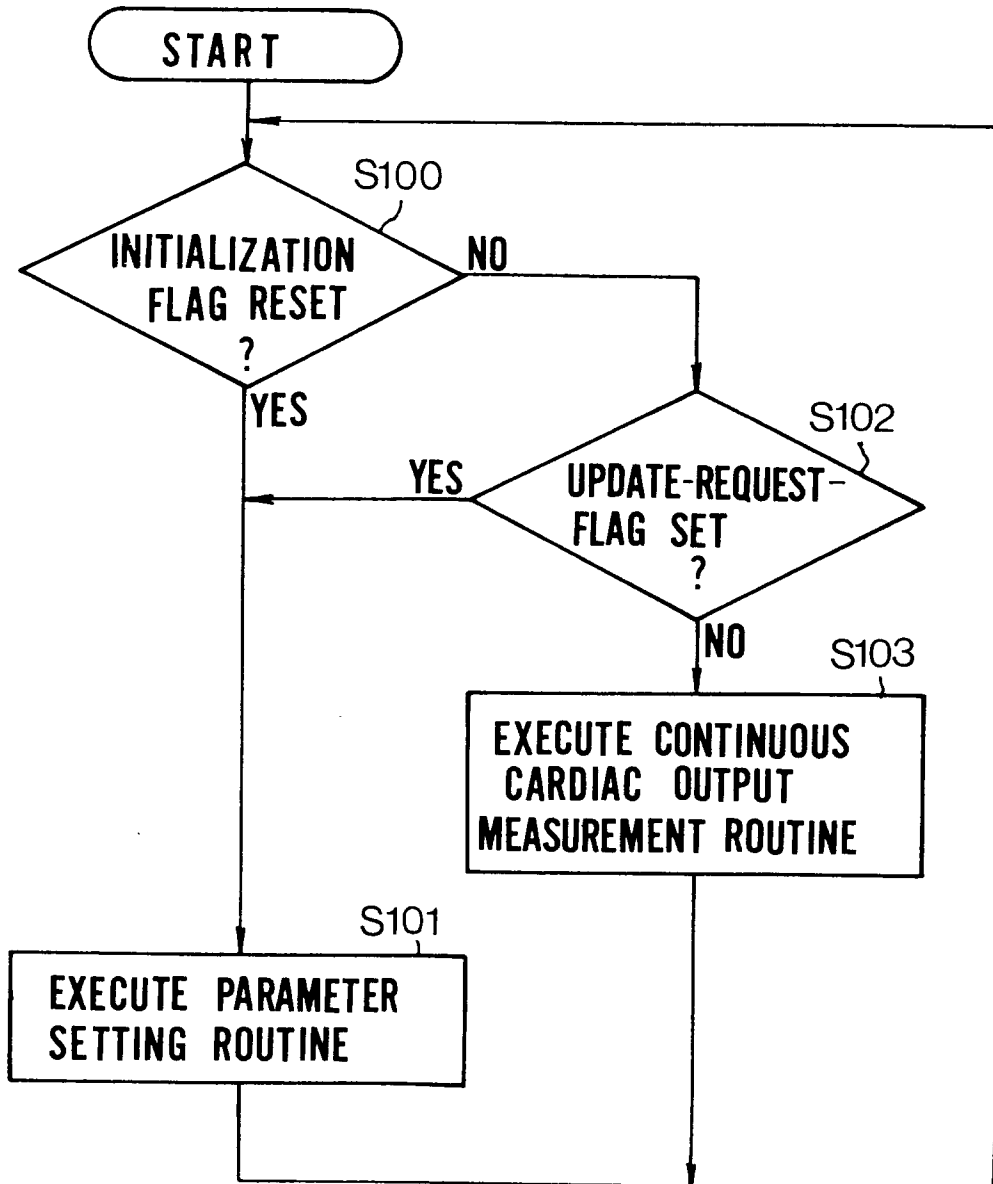 START
S100
INITIALIZATION
FLAG RESET
?
NO
YES
S102
YES
UPDATE-REQUEST-
FLAG SET
?
NO
S103
EXECUTE CONTINUOUS
CARDIAC OUTPUT
MEASUREMENT ROUTINE
S101
EXECUTE PARAMETER
SETTING ROUTINE